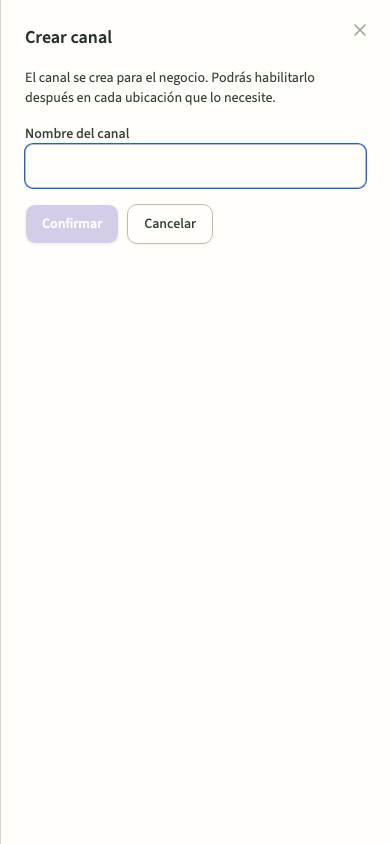 Crear canal
El canal se crea para el negocio. Podrás habilitarlo
después en cada ubicación que lo necesite.
Nombre del canal
Confirmar
Cancelar